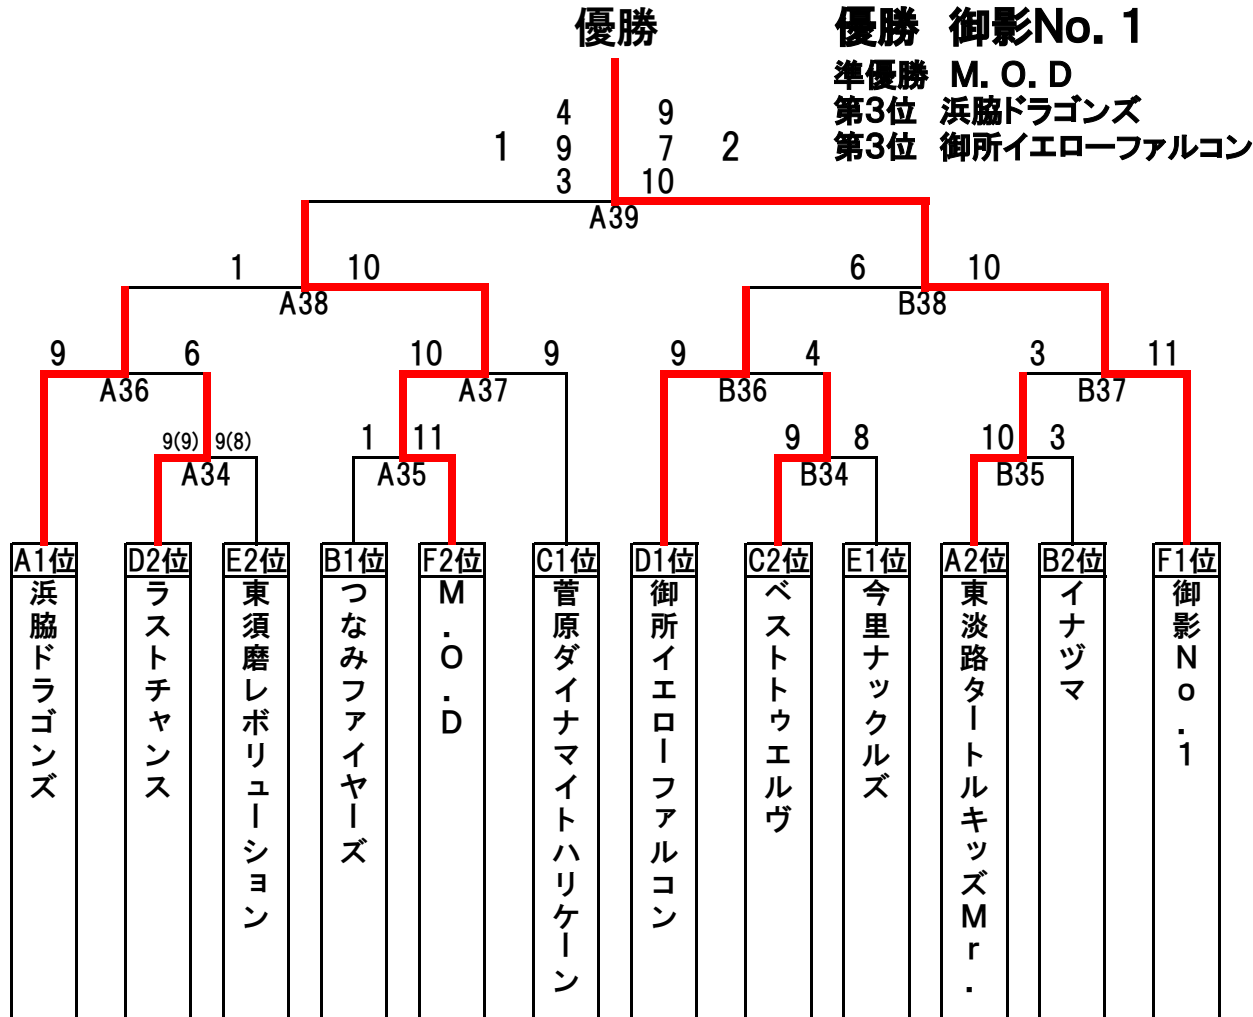 優勝
優勝　御影No. 1
準優勝　M. O. D
第3位　浜脇ドラゴンズ
第3位　御所イエローファルコン
4 9
1 9 7 2
3 10
A39
1 10 6 10
A38 B38
9 6 10 9 9 4 3 11
A36 A37 B36 B37
9(9) 9(8) 1 11 9 8 10 3
A34 A35 B34 B35
A1位 D2位 E2位 B1位 F2位 C1位 D1位 C2位 E1位 A2位 B2位 F1位
浜脇ドラゴンズ
ラストチャンス
東須磨レボリューション
つなみファイヤーズ
M.O.D
菅原ダイナマイトハリケーン
御所イエローファルコン
ベストトゥエルヴ
今里ナックルズ
東淡路タートルキッズMr.
イナヅマ
御影No.1